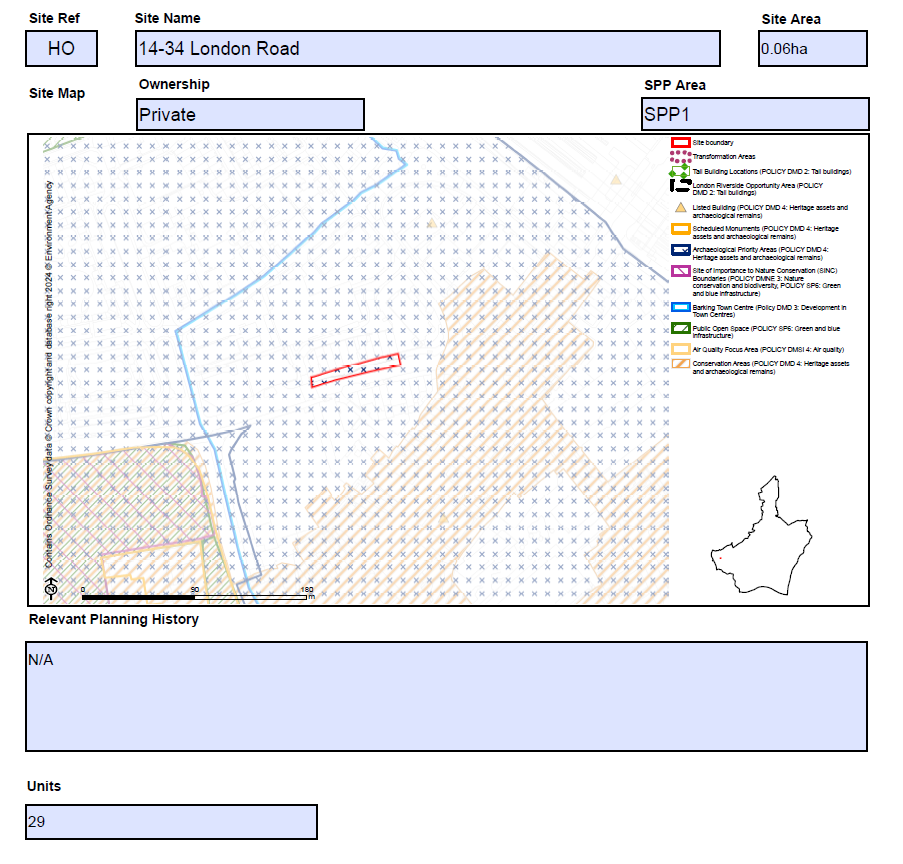 Site Ref
Site Name
Site Area
HO
14-34 London Road
0.06ha
Site Map
Ownership
SPP Area
Private
SPP1
Contains Ordnance Survey data © Crown copyright and database right 2024 © Environment Agency
Site boundary
Transformation Areas
Tall Building Locations (POLICY DMD 2: Tall buildings)
London Riverside Opportunity Area (POLICY
DMD 2: Tall buildings)
Listed Building (POLICY DMD 4: Heritage assets and
archaeological remains)
Scheduled Monuments (POLICY DMD 4: Heritage
assets and archaeological remains)
Archaeological Priority Areas (POLICY DMD 4:
Heritage assets and archaeological remains)
Site of Importance to Nature Conservation (SINC)
Boundaries (POLICY DMNE 3: Nature
conservation and biodiversity, POLICY SP6: Green
and blue infrastructure)
Barking Town Centre (Policy DMD 3: Development in
Town Centres)
Public Open Space (POLICY SP6: Green and blue
infrastructure)
Air Quality Focus Area (POLICY DMSI 4: Air quality)
Conservation Areas (POLICY DMD 4: Heritage assets
and archaeological remains)
0 90 180
m
Relevant Planning History
N/A
Units
29